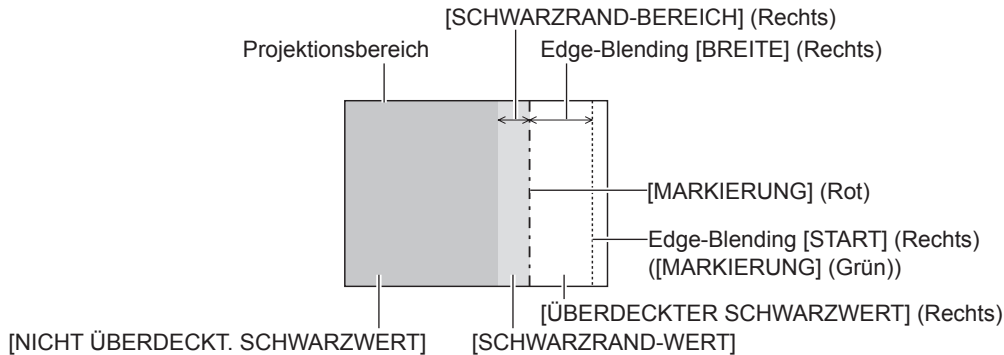 [SCHWARZRAND-BEREICH] (Rechts)
Projektionsbereich
Edge-Blending [BREITE] (Rechts)
[MARKIERUNG] (Rot)
Edge-Blending [START] (Rechts)
([MARKIERUNG] (Grün))
[ÜBERDECKTER SCHWARZWERT] (Rechts)
[NICHT ÜBERDECKT. SCHWARZWERT]
[SCHWARZRAND-WERT]